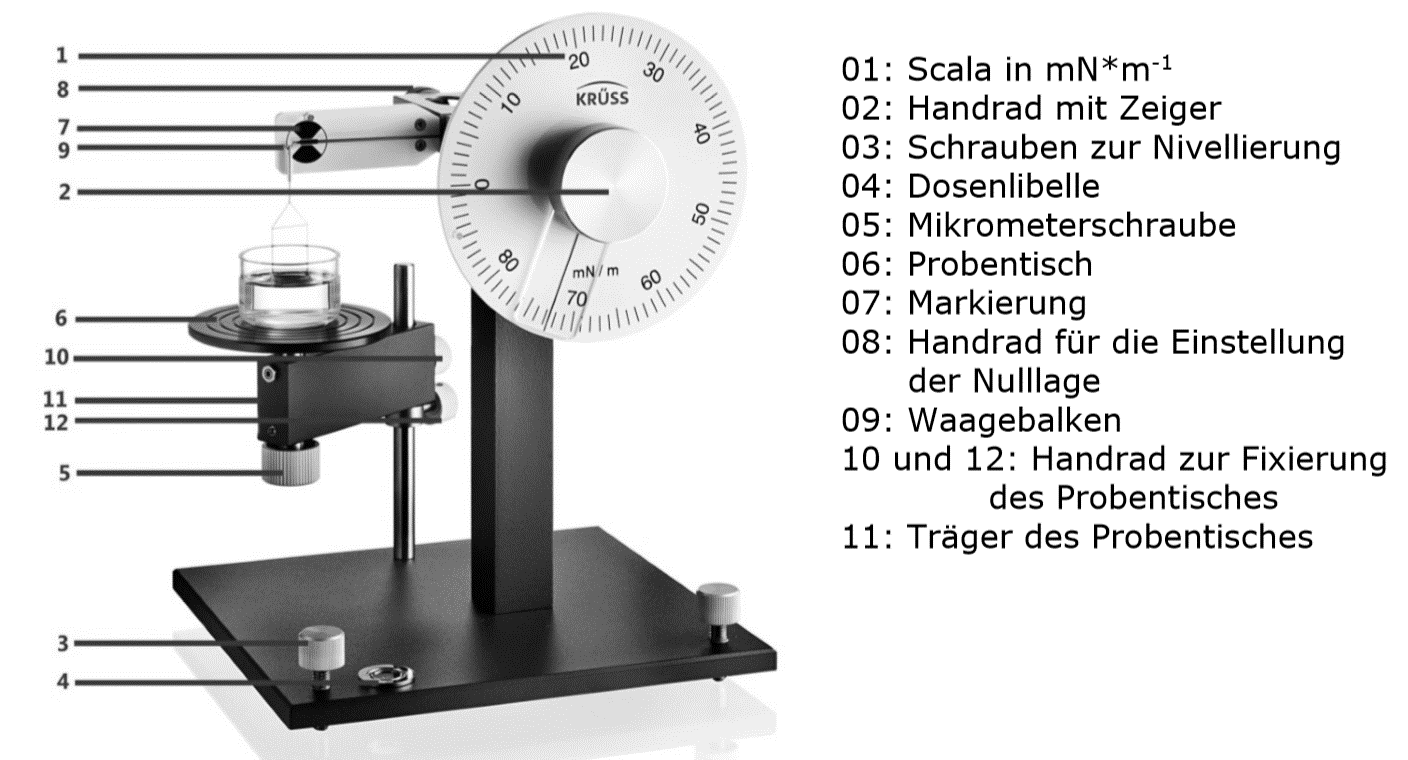 1
8
7
9
2
6
10
11
12
5
3
4
0
10
20
30
40
50
60
70
80
KRÜSS
mN/m
01: Scala in mN*m-1
02: Handrad mit Zeiger
03: Schrauben zur Nivellierung
04: Dosenlibelle
05: Mikrometerschraube
06: Probentisch
07: Markierung
08: Handrad für die Einstellung
der Nulllage
09: Waagebalken
10 und 12: Handrad zur Fixierung
des Probentisches
11: Träger des Probentisches